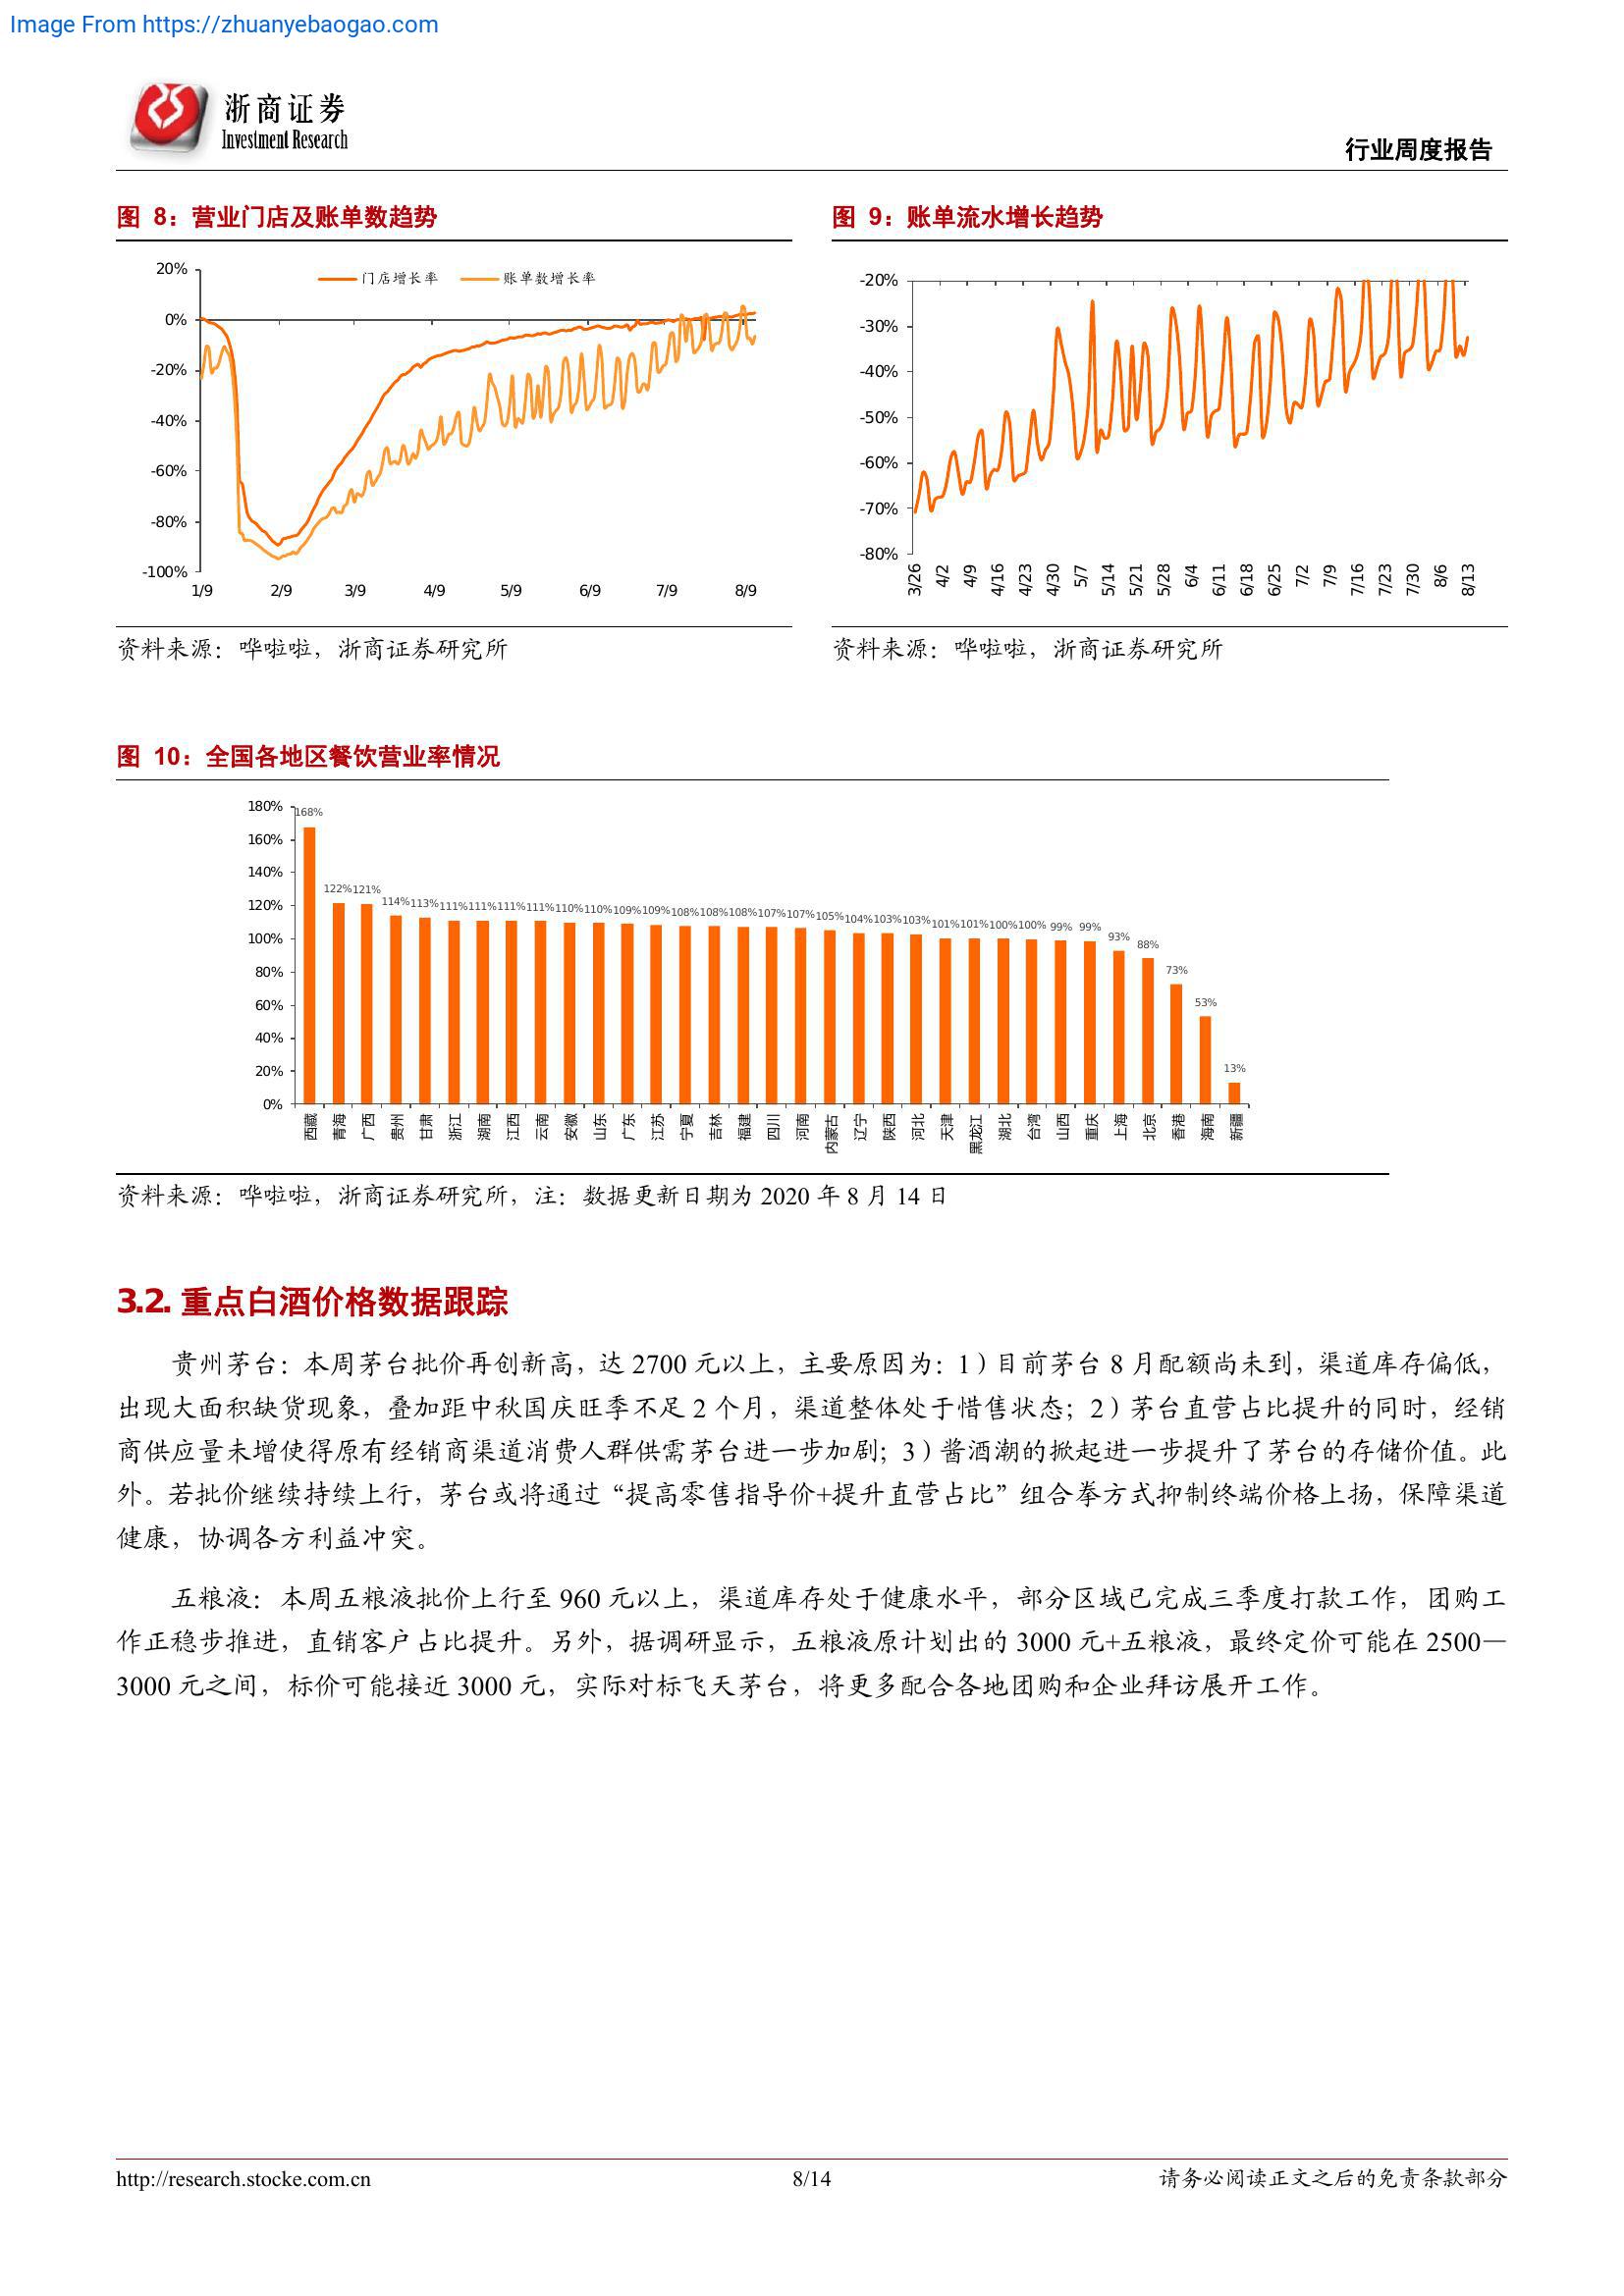 Image From https://zhuanyebaogao.com
浙商证券
Investment Research
行业周度报告
图 8：营业门店及账单数趋势
20%
0%
-20%
-40%
-60%
-80%
-100%
门店增长率
账单数增长率
1/9 2/9 3/9 4/9 5/9 6/9 7/9 8/9
资料来源：哗啦啦，浙商证券研究所
图 9：账单流水增长趋势
-20%
-30%
-40%
-50%
-60%
-70%
-80%
3/26 4/2 4/9 4/16 4/23 4/30 5/7 5/14 5/21 5/28 6/4 6/11 6/18 6/25 7/2 7/9 7/16 7/23 7/30 8/6 8/13
资料来源：哗啦啦，浙商证券研究所
图 10：全国各地区餐饮营业率情况
180%
160%
140%
120%
100%
80%
60%
40%
20%
0%
168% 122% 121% 114% 113% 111% 111% 111% 111% 110% 110% 109% 109% 108% 108% 108% 107% 107% 105% 104% 103% 103% 101% 101% 100% 100% 99% 99% 93% 88% 73% 53% 13%
西藏 青海 广西 贵州 甘肃 浙江 湖南 江西 云南 安徽 山东 广东 江苏 宁夏 吉林 福建 四川 河南 内蒙古 辽宁 陕西 河北 天津 黑龙江 湖北 台湾 山西 重庆 上海 北京 香港 海南 新疆
资料来源：哗啦啦，浙商证券研究所，注：数据更新日期为 2020 年 8 月 14 日
3.2. 重点白酒价格数据跟踪
贵州茅台：本周茅台批价再创新高，达 2700 元以上，主要原因为：1）目前茅台 8 月配额尚未到，渠道库存偏低，
出现大面积缺货现象，叠加距中秋国庆旺季不足 2 个月，渠道整体处于惜售状态；2）茅台直营占比提升的同时，经销
商供应量未增使得原有经销商渠道消费人群供需茅台进一步加剧；3）酱酒潮的掀起进一步提升了茅台的存储价值。此
外。若批价继续持续上行，茅台或将通过“提高零售指导价+提升直营占比”组合拳方式抑制终端价格上扬，保障渠道
健康，协调各方利益冲突。
五粮液：本周五粮液批价上行至 960 元以上，渠道库存处于健康水平，部分区域已完成三季度打款工作，团购工
作正稳步推进，直销客户占比提升。另外，据调研显示，五粮液原计划出的 3000 元+五粮液，最终定价可能在 2500—
3000 元之间，标价可能接近 3000 元，实际对标飞天茅台，将更多配合各地团购和企业拜访展开工作。
http://research.stocke.com.cn
8/14
请务必阅读正文之后的免责条款部分